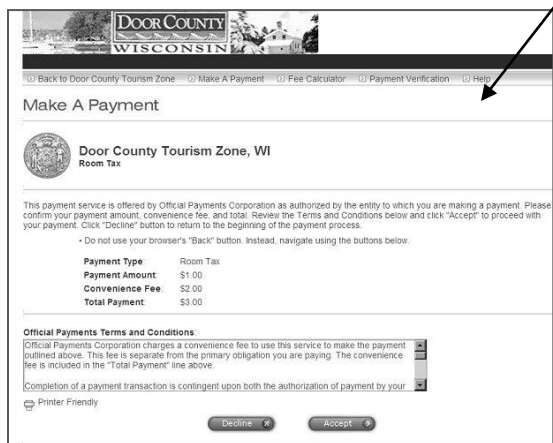 DOOR COUNTY
WISCONSIN
Back to Door County Tourism Zone Make A Payment Fee Calculator Payment Verification Help
Make A Payment
Door County Tourism Zone, WI
Room Tax
This payment service is offered by Official Payments Corporation as authorized by the entity to which you are making a payment. Please
confirm your payment amount, convenience fee, and total. Review the Terms and Conditions below and click "Accept" to proceed with
your payment. Click "Decline" button to return to the beginning of the payment process.
• Do not use your browser's "Back" button. Instead, navigate using the buttons below.
Payment Type: Room Tax
Payment Amount: $1.00
Convenience Fee: $2.00
Total Payment: $3.00
Official Payments Terms and Conditions:
Official Payments Corporation charges a convenience fee to use this service to make the payment
outlined above. This fee is separate from the primary obligation you are paying. The convenience
fee is included in the "Total Payment" line above.
Completion of a payment transaction is contingent upon both the authorization of payment by your
Printer Friendly
Decline Accept